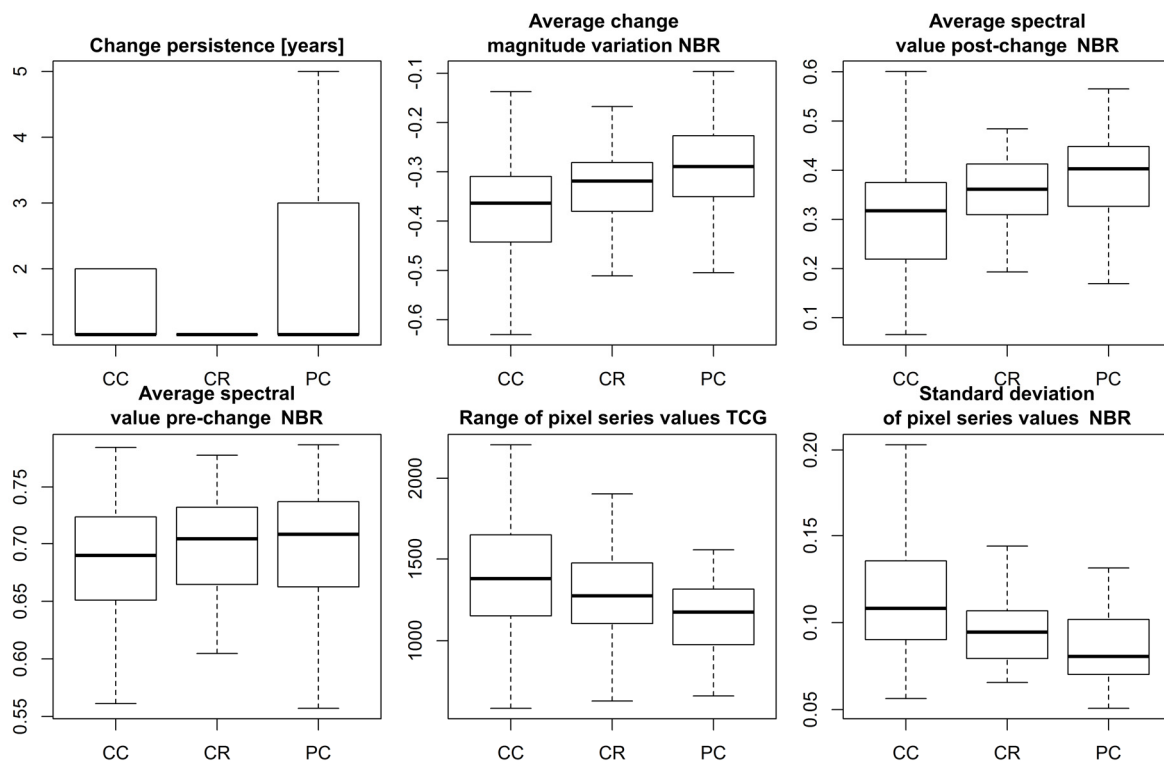 Change persistence [years]
5
4
3
2
1
CC CR PC
Average change
magnitude variation NBR
-0.1
-0.2
-0.3
-0.4
-0.5
-0.6
CC CR PC
Average spectral
value post-change NBR
0.6
0.5
0.4
0.3
0.2
0.1
CC CR PC
Average spectral
value pre-change NBR
0.75
0.70
0.65
0.60
0.55
CC CR PC
Range of pixel series values TCG
2000
1500
1000
CC CR PC
Standard deviation
of pixel series values NBR
0.20
0.15
0.10
0.05
CC CR PC